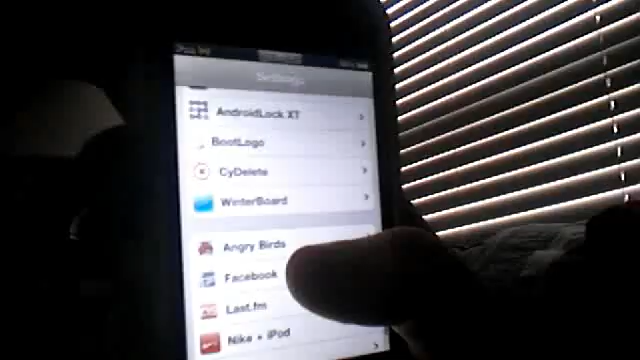 Settings
AndroidLock XT
BootLogo
CyDelete
WinterBoard
Angry Birds
Facebook
Last.fm
Nike + iPod